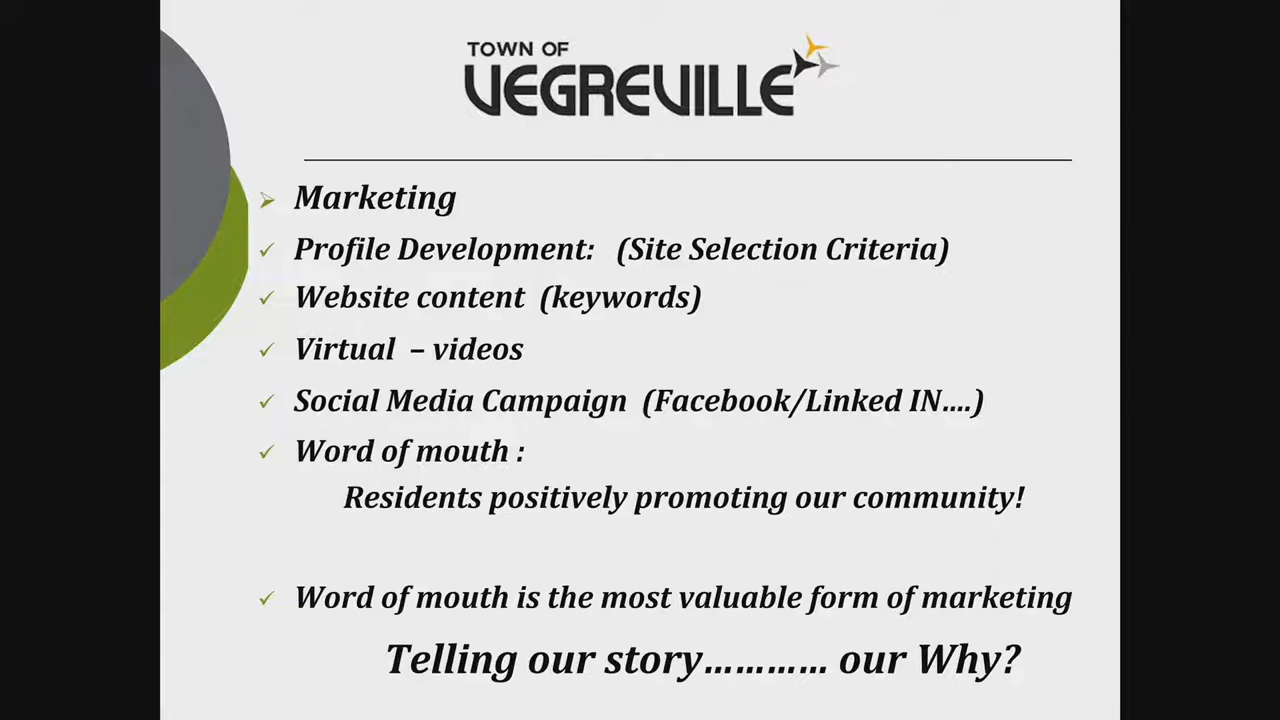 TOWN OF
VEGREVILLE
Marketing
Profile Development: (Site Selection Criteria)
Website content (keywords)
Virtual – videos
Social Media Campaign (Facebook/Linked IN....)
Word of mouth :
Residents positively promoting our community!
Word of mouth is the most valuable form of marketing
Telling our story………… our Why?